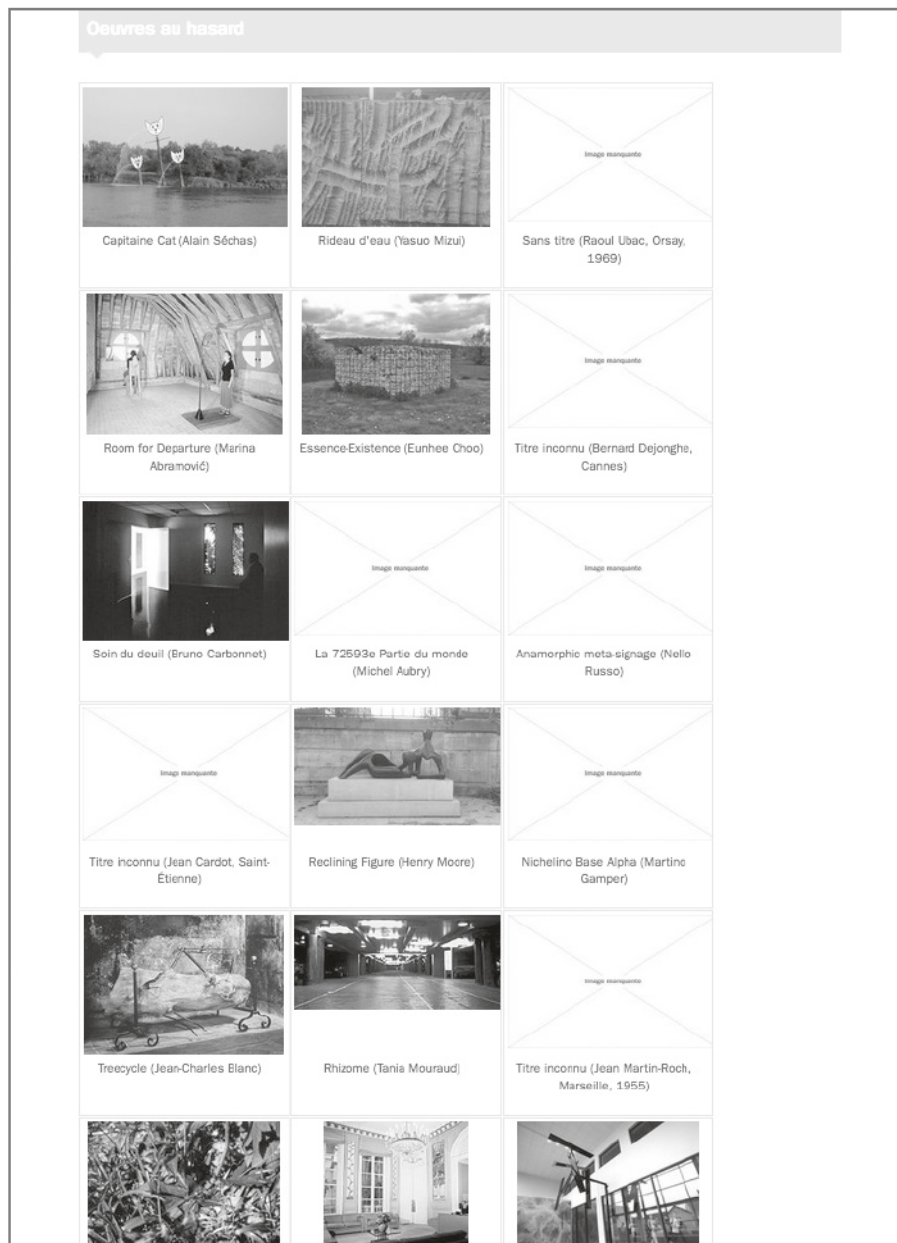 Oeuvres au hasard
Image manquante
Capitaine Cat (Alain Séchas)
Rideau d'eau (Yasuo Mizui)
Sans titre (Raoul Ubac, Orsay,
1969)
Image manquante
Room for Departure (Marina
Abramović)
Essence-Existence (Eunhee Choo)
Titre inconnu (Bernard Dejonghe,
Cannes)
Image manquante
Image manquante
Soin du deuil (Bruno Carbonnet)
La 72593e Partie du monde
(Michel Aubry)
Anamorphic meta-signage (Nello
Russo)
Image manquante
Image manquante
Titre inconnu (Jean Cardot, Saint-
Étienne)
Reclining Figure (Henry Moore)
Nichelino Base Alpha (Martino
Gamper)
Image manquante
Treecycle (Jean-Charles Blanc)
Rhizome (Tania Mouraud)
Titre inconnu (Jean Martin-Roch,
Marseille, 1955)